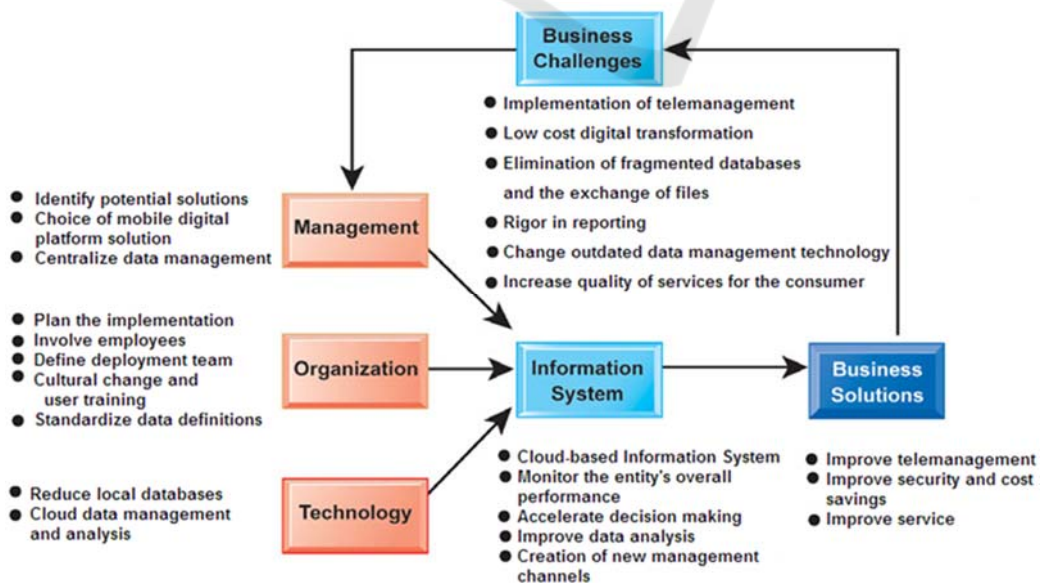 Business
Challenges
● Implementation of telemanagement
● Low cost digital transformation
● Elimination of fragmented databases
and the exchange of files
● Rigor in reporting
● Change outdated data management technology
● Increase quality of services for the consumer
● Identify potential solutions
● Choice of mobile digital
platform solution
● Centralize data management
Management
● Plan the implementation
● Involve employees
● Define deployment team
● Cultural change and
user training
● Standardize data definitions
Organization
● Reduce local databases
● Cloud data management
and analysis
Technology
Information
System
● Cloud-based Information System
● Monitor the entity's overall
performance
● Accelerate decision making
● Improve data analysis
● Creation of new management
channels
Business
Solutions
● Improve telemanagement
● Improve security and cost
savings
● Improve service